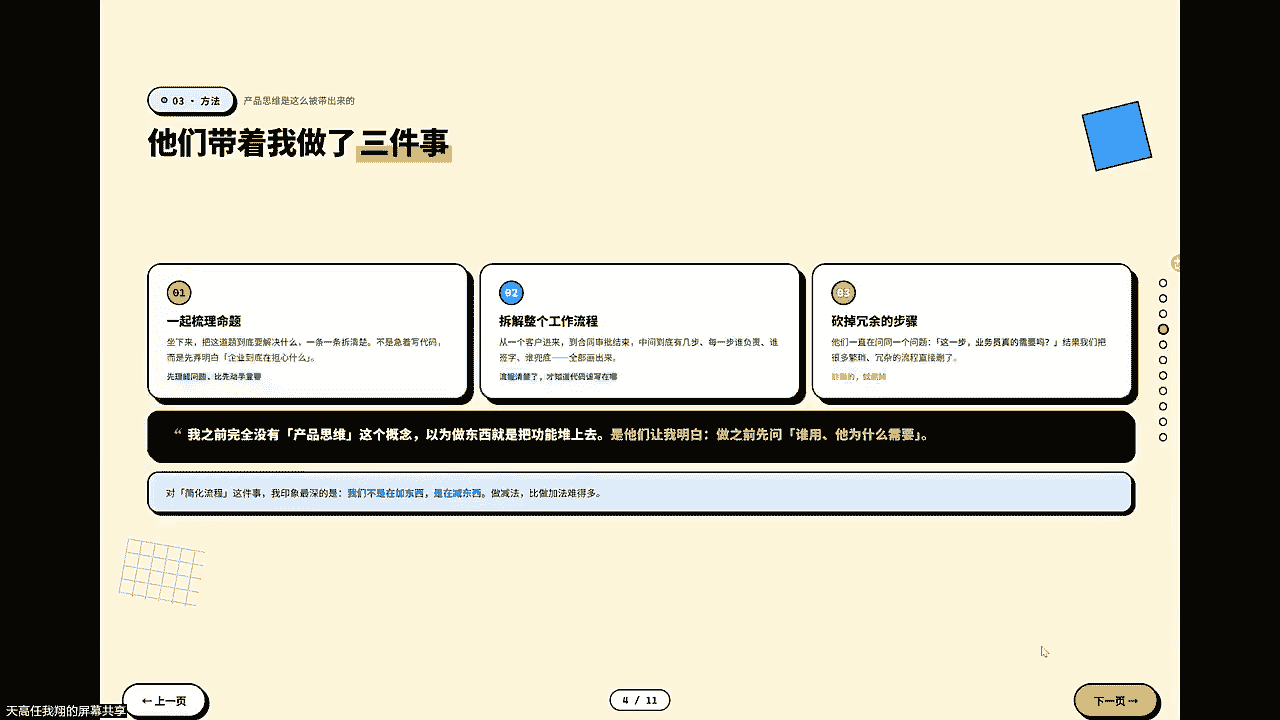 03 · 方法 产品思维是这么被带出来的
他们带着我做了三件事
01
一起梳理命题
坐下来，把这道题到底要解决什么，一条一条拆清楚。不是急着写代码，
而是先弄明白「企业到底在担心什么」。
先理解问题，比先动手重要
02
拆解整个工作流程
从一个客户进来，到合同审批结束，中间到底有几步、每一步谁负责、谁
签字、谁兜底——全部画出来。
流程清楚了，才知道代码该写在哪
03
砍掉冗余的步骤
他们一直在问同一个问题：「这一步，业务员真的需要吗？」结果我们把
很多繁琐、冗杂的流程直接删了。
能删的，就删掉
“ 我之前完全没有「产品思维」这个概念，以为做东西就是把功能堆上去。是他们让我明白：做之前先问「谁用、他为什么需要」。
对「简化流程」这件事，我印象最深的是：我们不是在加东西，是在减东西。做减法，比做加法难得多。
←上一页
4 / 11
下一页→
天高任我翔的屏幕共享